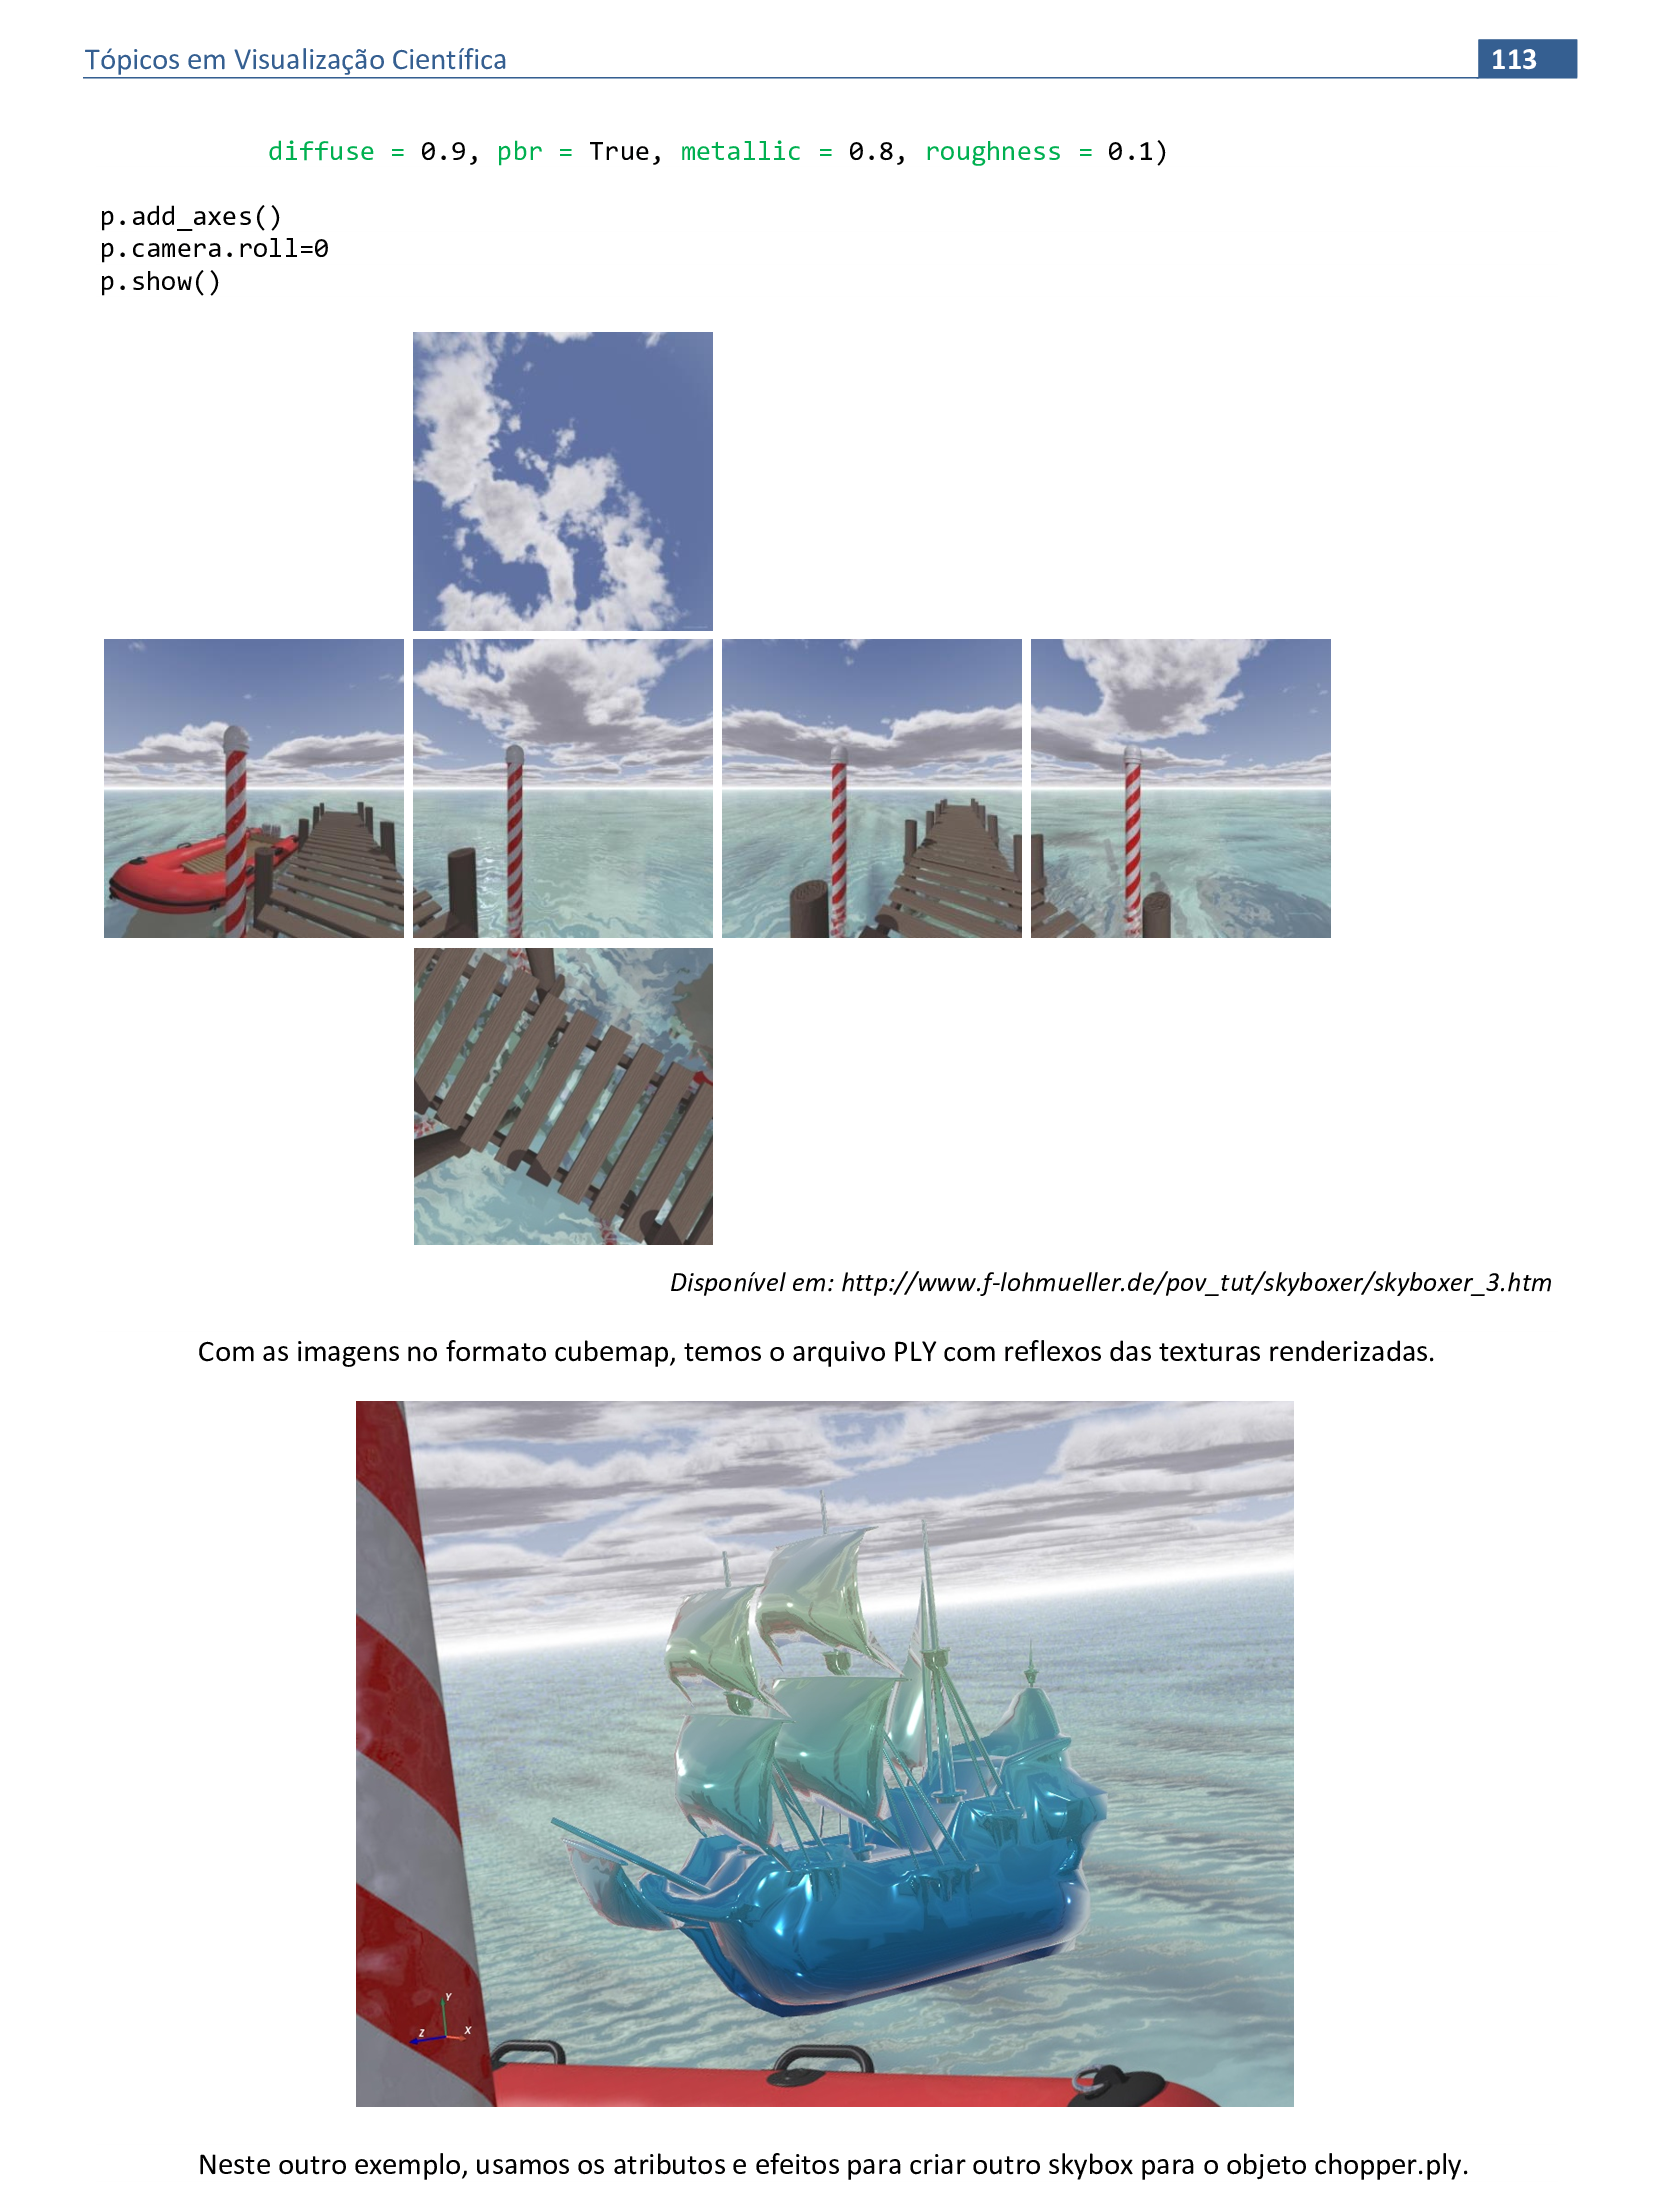 Tópicos em Visualização Científica 113
diffuse = 0.9, pbr = True, metallic = 0.8, roughness = 0.1)
p.add_axes()
p.camera.roll=0
p.show()
Disponível em: http://www.f-lohmueller.de/pov_tut/skyboxer/skyboxer_3.htm
Com as imagens no formato cubemap, temos o arquivo PLY com reflexos das texturas renderizadas.
Y
Z X
Neste outro exemplo, usamos os atributos e efeitos para criar outro skybox para o objeto chopper.ply.